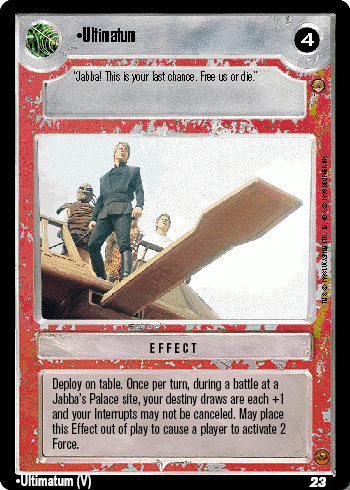 •Ultimatum
4
"Jabba! This is your last chance. Free us or die."
EFFECT
Deploy on table. Once per turn, during a battle at a
Jabba's Palace site, your destiny draws are each +1
and your Interrupts may not be canceled. May place
this Effect out of play to cause a player to activate 2
Force.
•Ultimatum (V)
23